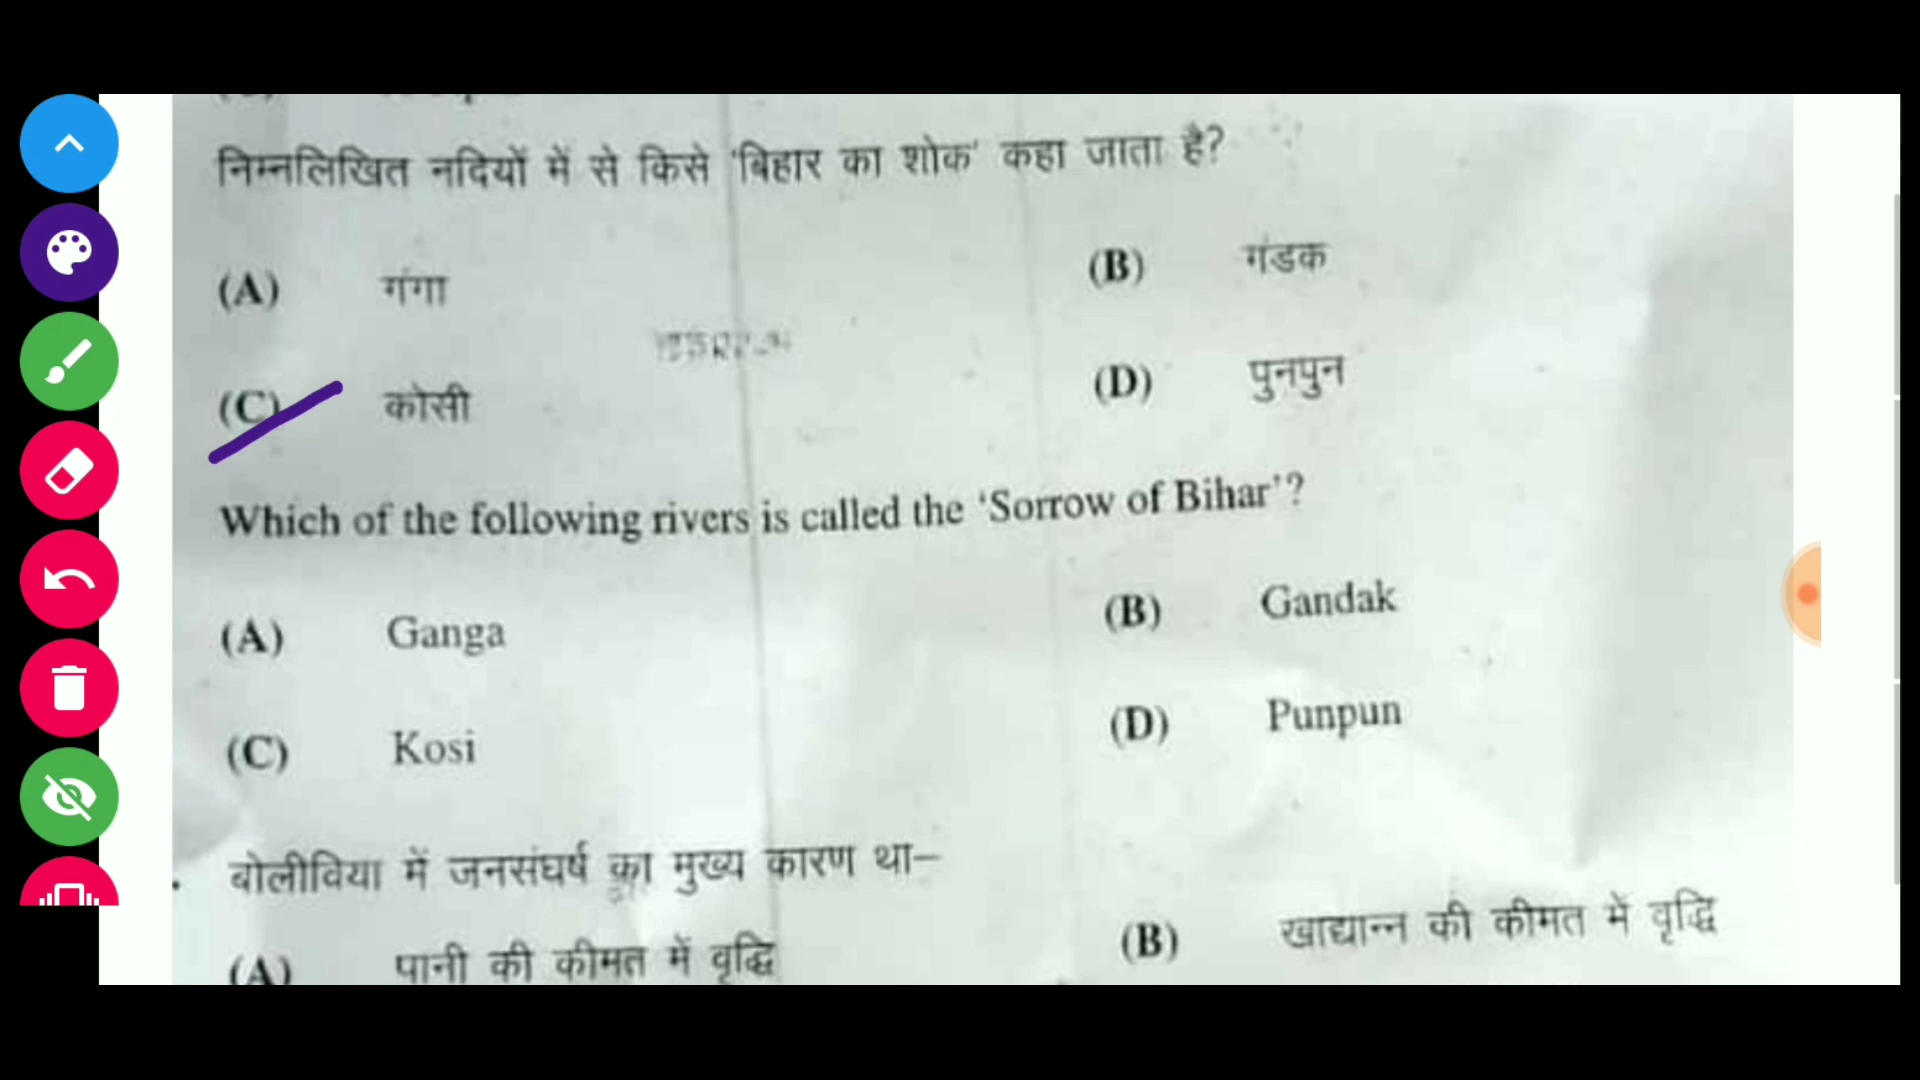 निम्नलिखित नदियों में से किसे 'बिहार का शोक' कहा जाता है?
(A) गंगा (B) गंडक
(C) कोसी (D) पुनपुन
Which of the following rivers is called the 'Sorrow of Bihar'?
(A) Ganga (B) Gandak
(C) Kosi (D) Punpun
बोलीविया में जनसंघर्ष का मुख्य कारण था–
(A) पानी की कीमत में वृद्धि (B) खाद्यान्न की कीमत में वृद्धि